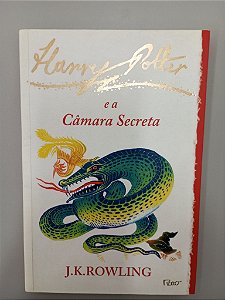 Harry Potter
e a
Câmara Secreta
J.K.ROWLING
Rocco